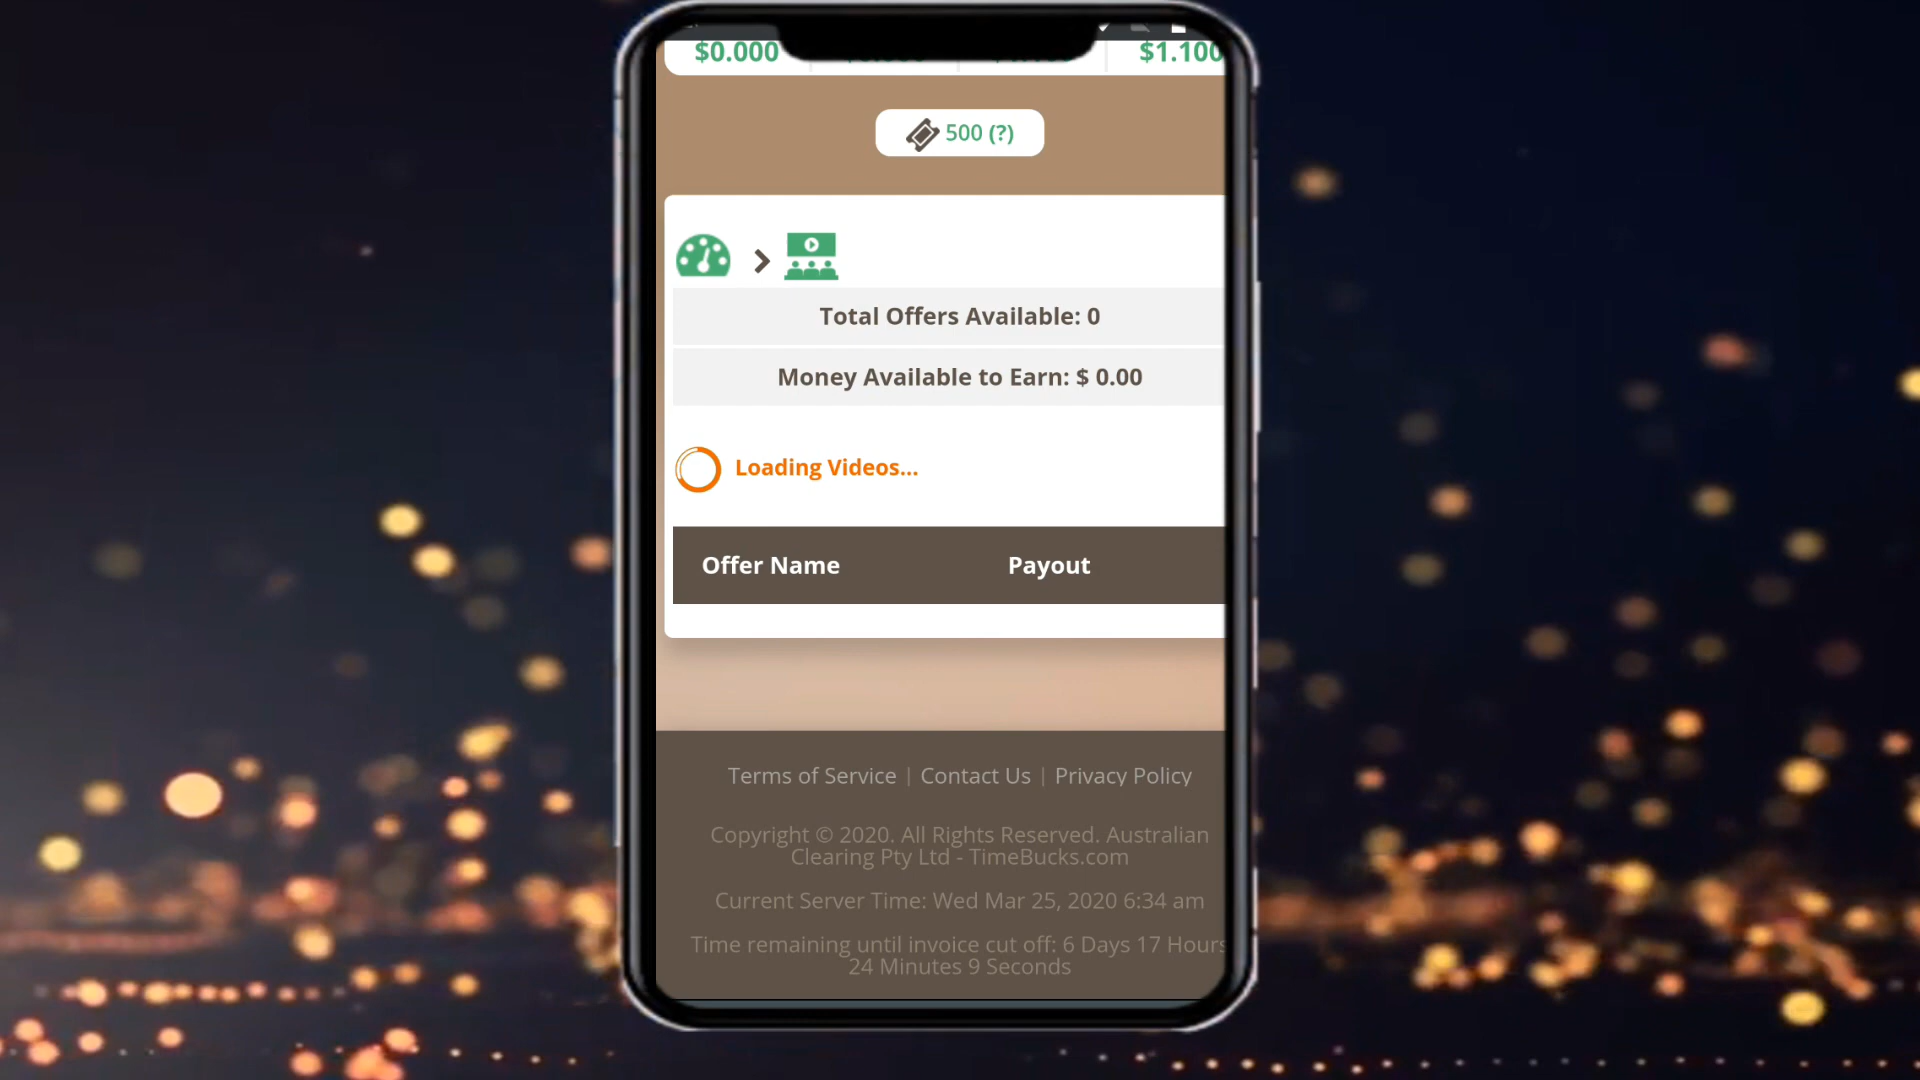 $0.000
$1.100
500 (?)
Total Offers Available: 0
Money Available to Earn: $ 0.00
Loading Videos...
Offer Name
Payout
Terms of Service | Contact Us | Privacy Policy
Copyright © 2020. All Rights Reserved. Australian
Clearing Pty Ltd - TimeBucks.com
Current Server Time: Wed Mar 25, 2020 6:34 am
Time remaining until invoice cut off: 6 Days 17 Hours
24 Minutes 9 Seconds